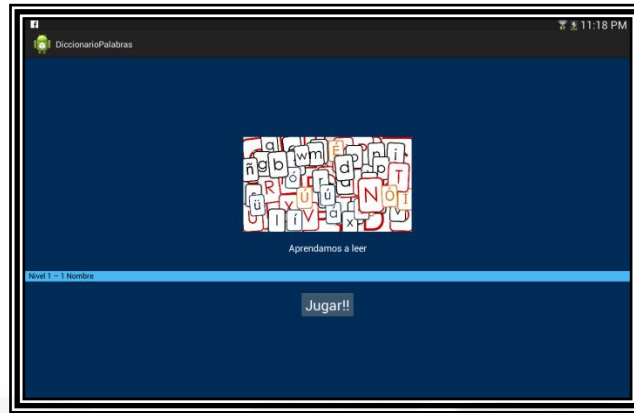 11:18 PM
DiccionarioPalabras
Aprendamos a leer
Nivel 1 – 1 Nombre
Jugar!!